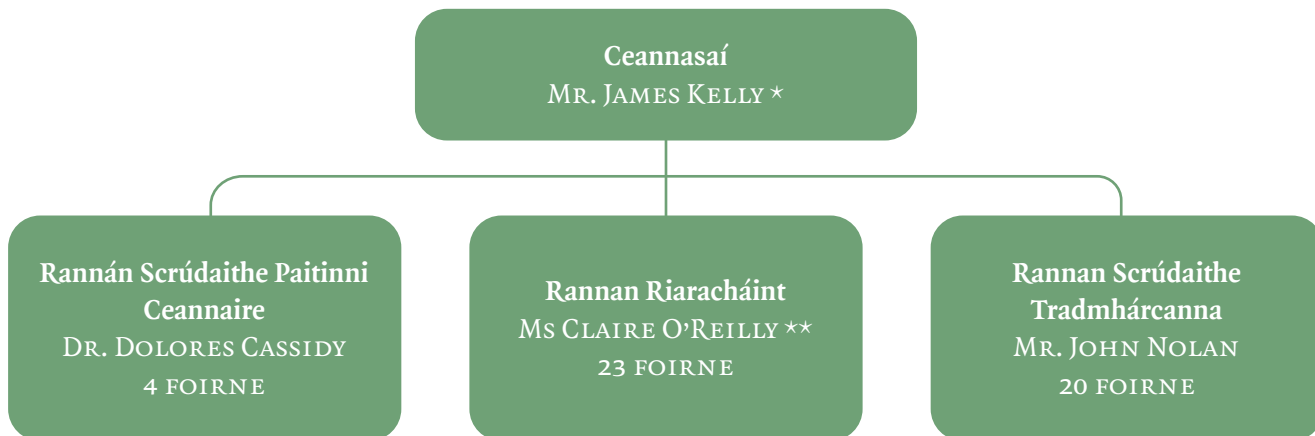 Ceannasaí
Mr. James Kelly *
Rannán Scrúdaithe Paitinni
Ceannaire
Dr. Dolores Cassidy
4 foirne
Rannan Riaracháint
Ms Claire O’Reilly **
23 foirne
Rannan Scrúdaithe
Tradmhárcanna
Mr. John Nolan
20 foirne